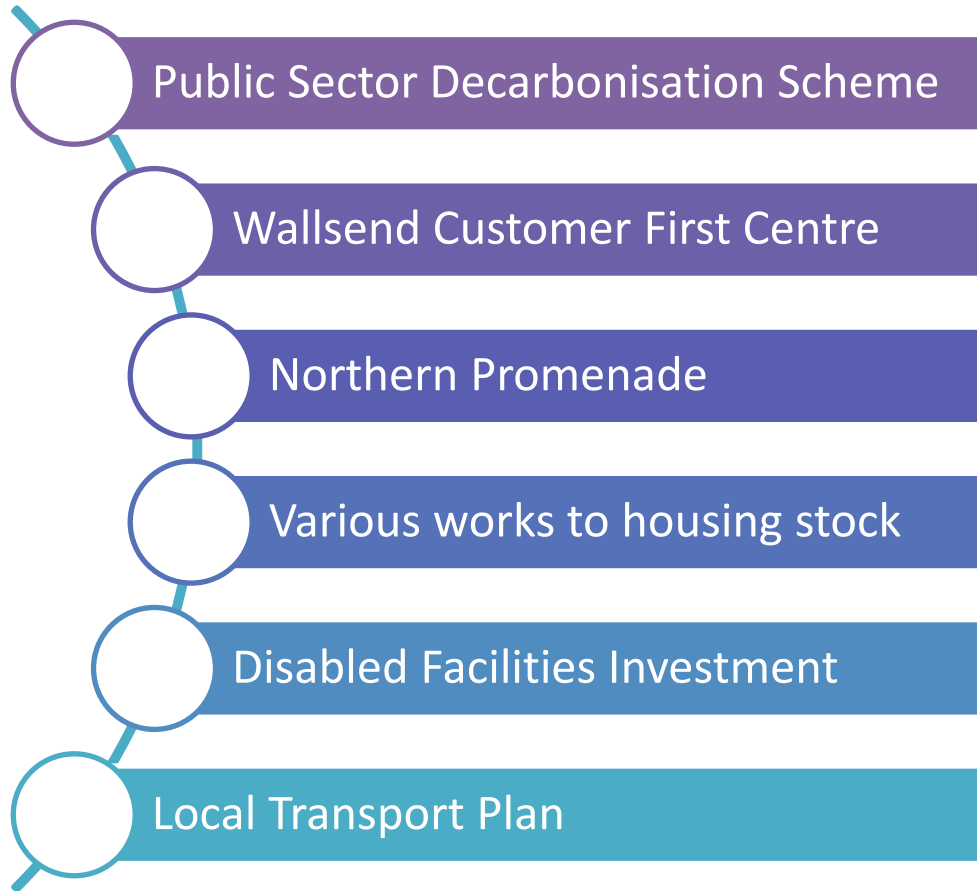 Public Sector Decarbonisation Scheme
Wallsend Customer First Centre
Northern Promenade
Various works to housing stock
Disabled Facilities Investment
Local Transport Plan